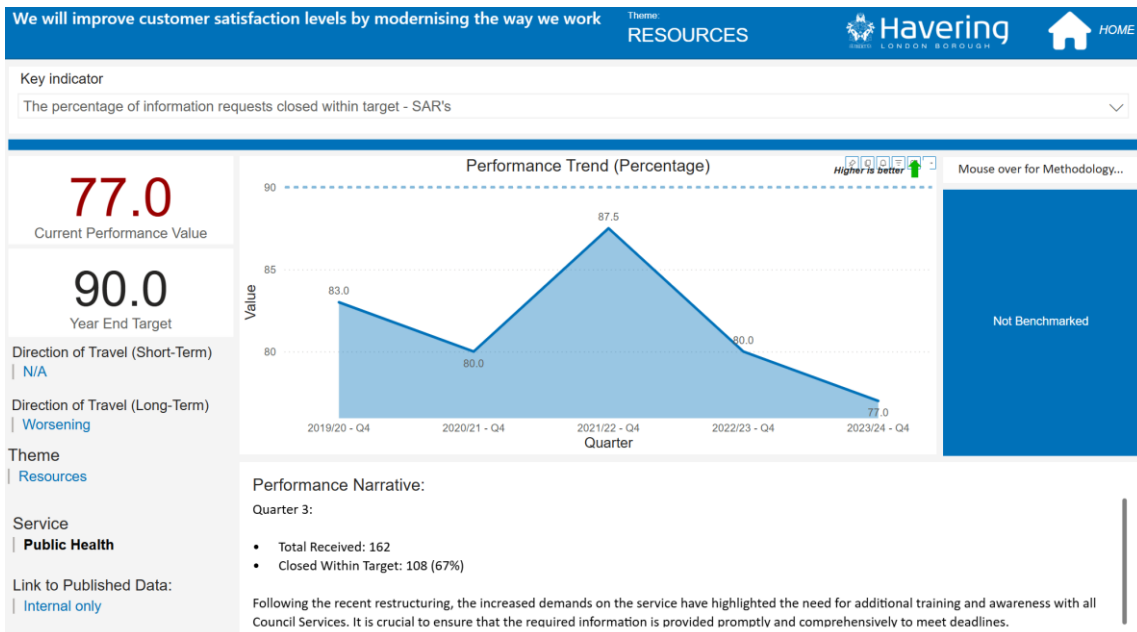 We will improve customer satisfaction levels by modernising the way we work
Theme:
RESOURCES
Havering
LONDON BOROUGH
HOME
Key indicator
The percentage of information requests closed within target - SAR's
77.0
Current Performance Value
90.0
Year End Target
Direction of Travel (Short-Term)
N/A
Direction of Travel (Long-Term)
Worsening
Theme
Resources
Service
Public Health
Link to Published Data:
Internal only
Performance Trend (Percentage)
Higher is better
Value
90
85
80
83.0
80.0
87.5
80.0
77.0
2019/20 - Q4
2020/21 - Q4
2021/22 - Q4
2022/23 - Q4
2023/24 - Q4
Quarter
Mouse over for Methodology...
Not Benchmarked
Performance Narrative:
Quarter 3:
• Total Received: 162
• Closed Within Target: 108 (67%)
Following the recent restructuring, the increased demands on the service have highlighted the need for additional training and awareness with all
Council Services. It is crucial to ensure that the required information is provided promptly and comprehensively to meet deadlines.